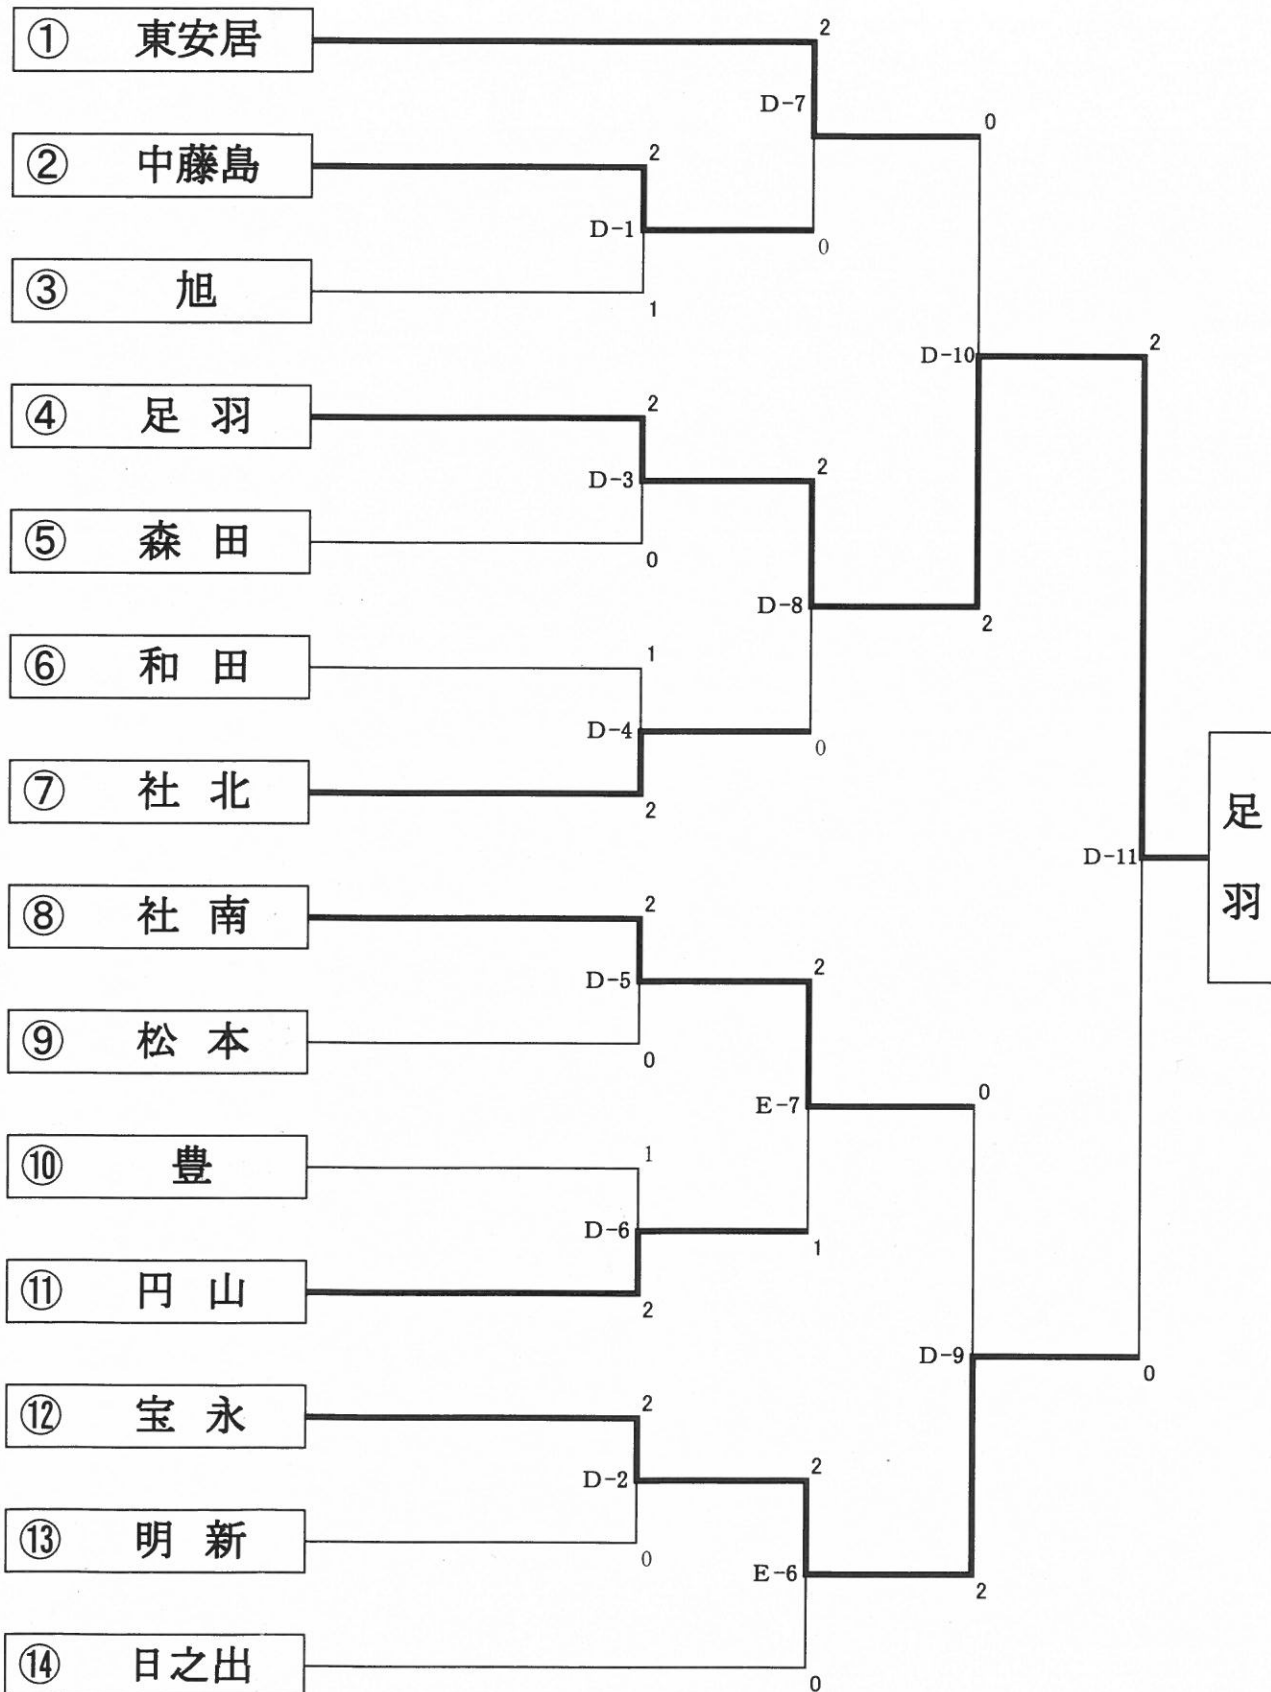 ① 東安居
2
D-7
0
② 中藤島
2
D-1
0
③ 旭
1
D-10
2
④ 足羽
2
D-3
2
⑤ 森田
0
D-8
2
⑥ 和田
1
D-4
0
⑦ 社北
2
足羽
D-11
⑧ 社南
2
D-5
2
⑨ 松本
0
E-7
0
⑩ 豊
1
D-6
1
⑪ 円山
2
D-9
0
⑫ 宝永
2
D-2
2
⑬ 明新
0
E-6
2
⑭ 日之出
0